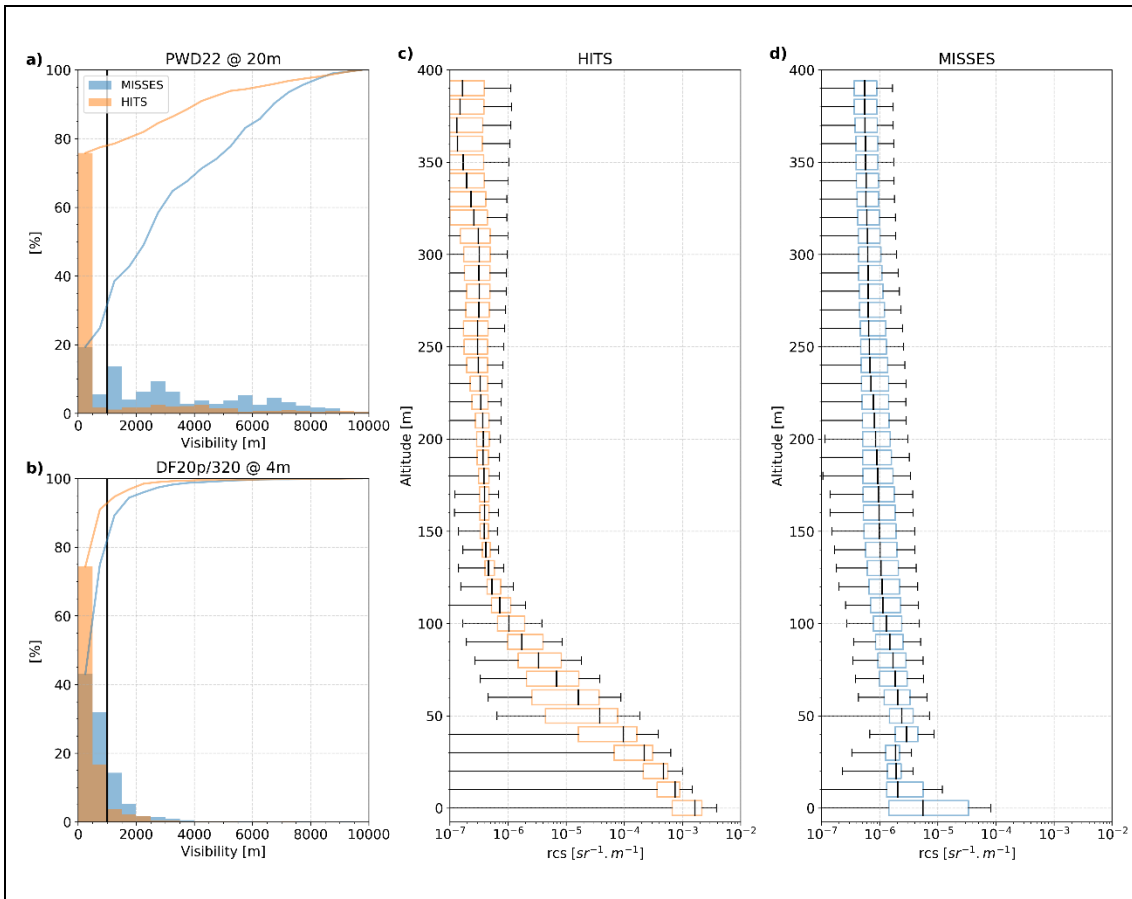 a) PWD22 @ 20m
MISSES
HITS
100
80
60
40
20
0
[%]
0 2000 4000 6000 8000 10000
Visibility [m]
b) DF20p/320 @ 4m
100
80
60
40
20
0
[%]
0 2000 4000 6000 8000 10000
Visibility [m]
c) HITS
400
350
300
250
200
150
100
50
0
Altitude [m]
10⁻⁷ 10⁻⁶ 10⁻⁵ 10⁻⁴ 10⁻³ 10⁻²
rcs [sr⁻¹.m⁻¹]
d) MISSES
400
350
300
250
200
150
100
50
0
Altitude [m]
10⁻⁷ 10⁻⁶ 10⁻⁵ 10⁻⁴ 10⁻³ 10⁻²
rcs [sr⁻¹.m⁻¹]